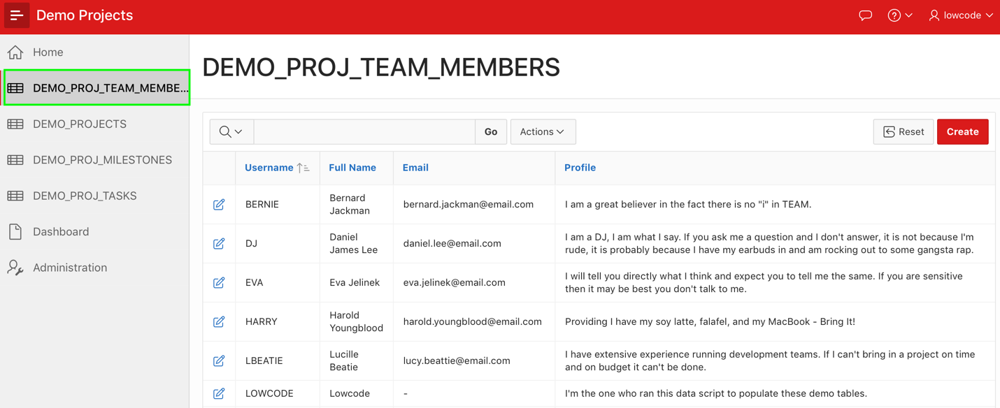 Demo Projects
lowcode
Home
DEMO_PROJ_TEAM_MEMBE...
DEMO_PROJECTS
DEMO_PROJ_MILESTONES
DEMO_PROJ_TASKS
Dashboard
Administration
DEMO_PROJ_TEAM_MEMBERS
Go Actions Reset Create
Username Full Name Email Profile
BERNIE
Bernard
Jackman
bernard.jackman@email.com
I am a great believer in the fact there is no "i" in TEAM.
DJ
Daniel
James Lee
daniel.lee@email.com
I am a DJ, I am what I say. If you ask me a question and I don't answer, it is not because I'm
rude, it is probably because I have my earbuds in and am rocking out to some gangsta rap.
EVA
Eva Jelinek
eva.jelinek@email.com
I will tell you directly what I think and expect you to tell me the same. If you are sensitive
then it may be best you don't talk to me.
HARRY
Harold
Youngblood
harold.youngblood@email.com
Providing I have my soy latte, falafel, and my MacBook - Bring It!
LBEATIE
Lucille
Beatie
lucy.beattie@email.com
I have extensive experience running development teams. If I can't bring in a project on time
and on budget it can't be done.
LOWCODE
Lowcode
-
I'm the one who ran this data script to populate these demo tables.